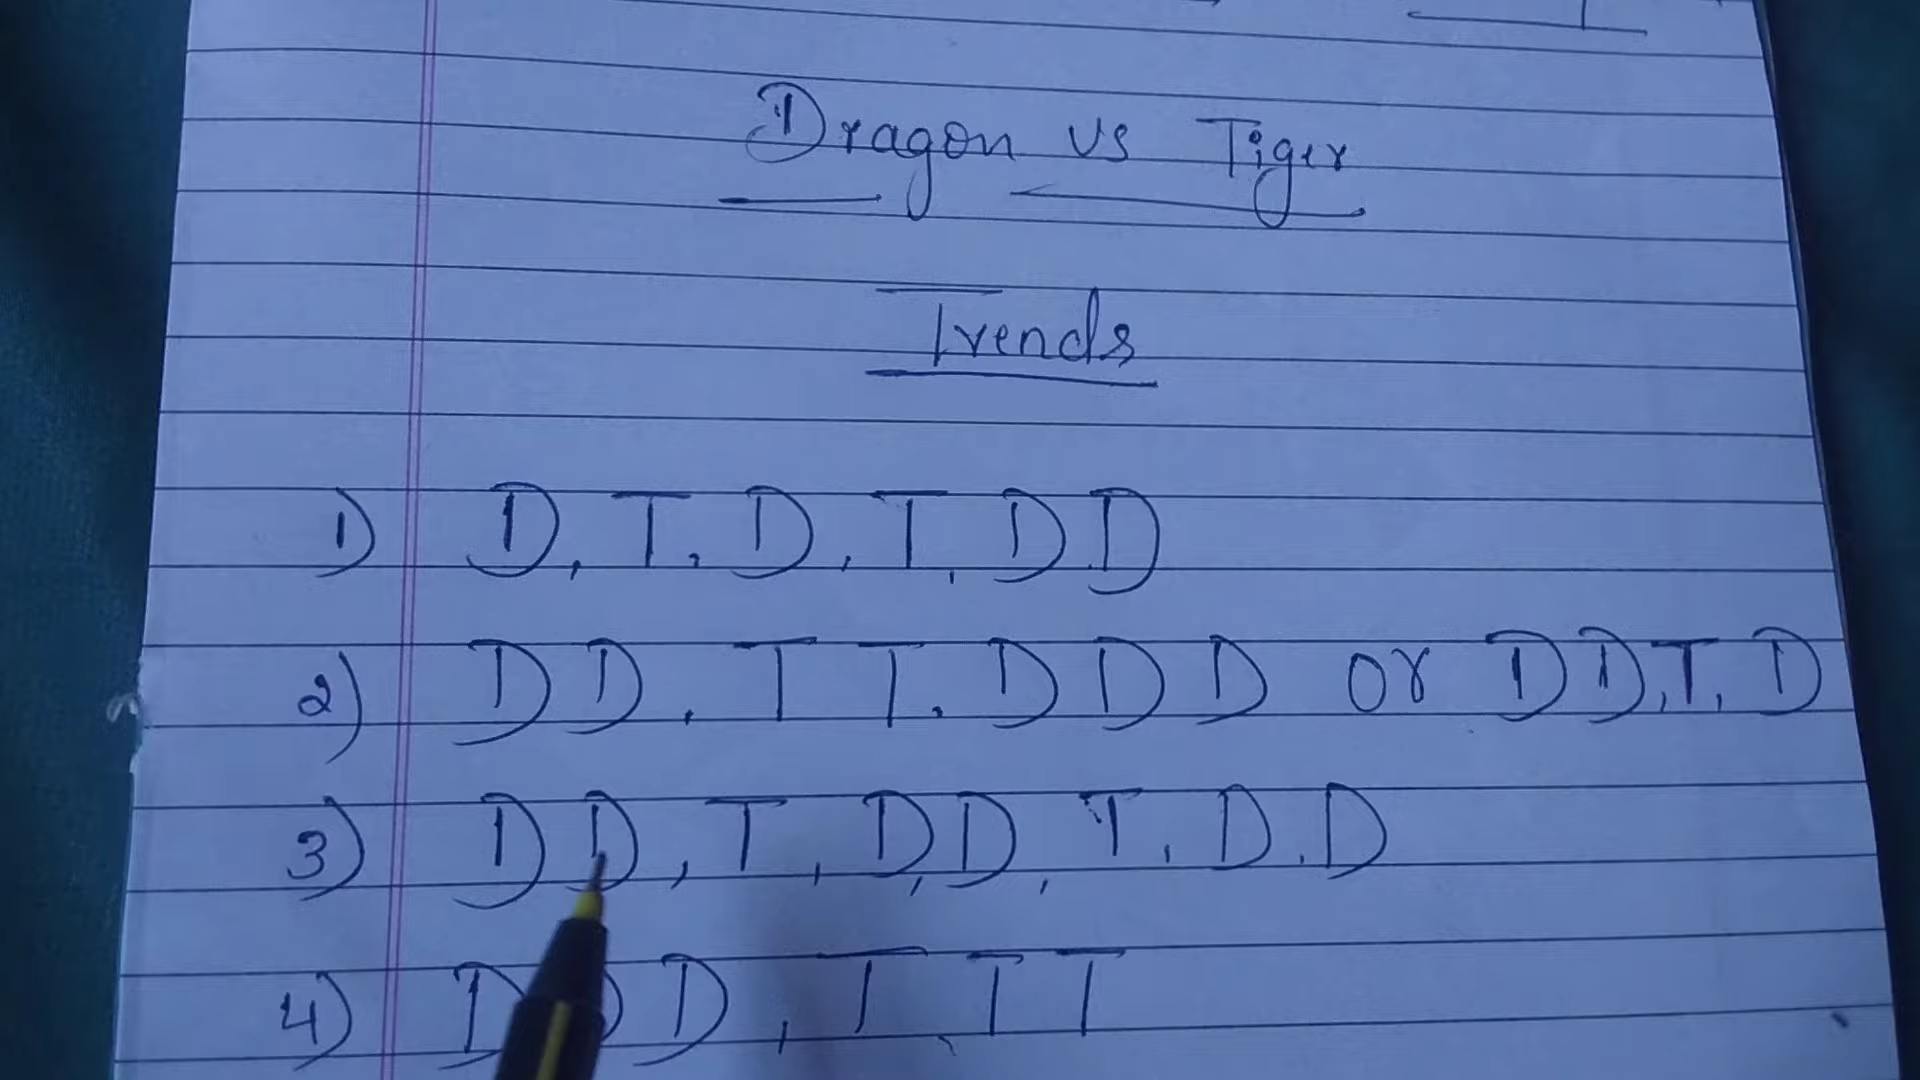 Dragon vs Tiger
Trends
1) D, T, D, T, D D
2) D D, T T, D D D or D D, T, D
3) D D, T, D, D, T, D, D
4) D D D, T T T